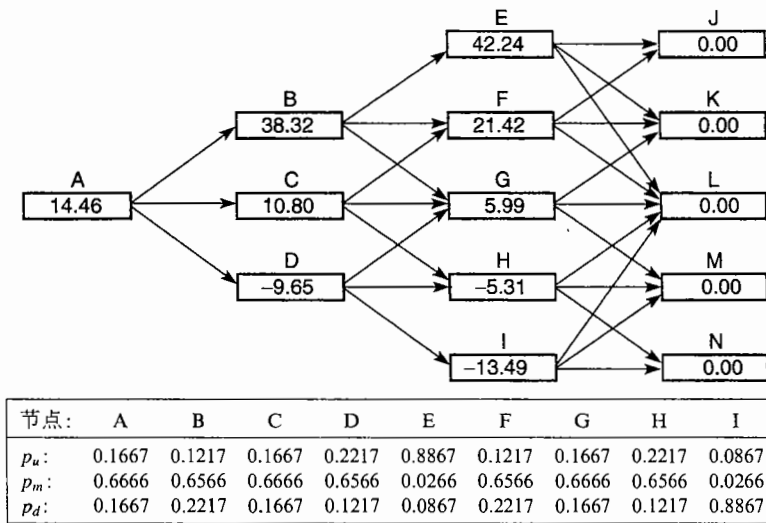 E
J
42.24
0.00
B
F
K
38.32
21.42
0.00
A
C
G
L
14.46
10.80
5.99
0.00
D
H
M
−9.65
−5.31
0.00
I
N
−13.49
0.00
节点: A B C D E F G H I
pu: 0.1667 0.1217 0.1667 0.2217 0.8867 0.1217 0.1667 0.2217 0.0867
pm: 0.6666 0.6566 0.6666 0.6566 0.0266 0.6566 0.6666 0.6566 0.0266
pd: 0.1667 0.2217 0.1667 0.1217 0.0867 0.2217 0.1667 0.1217 0.8867